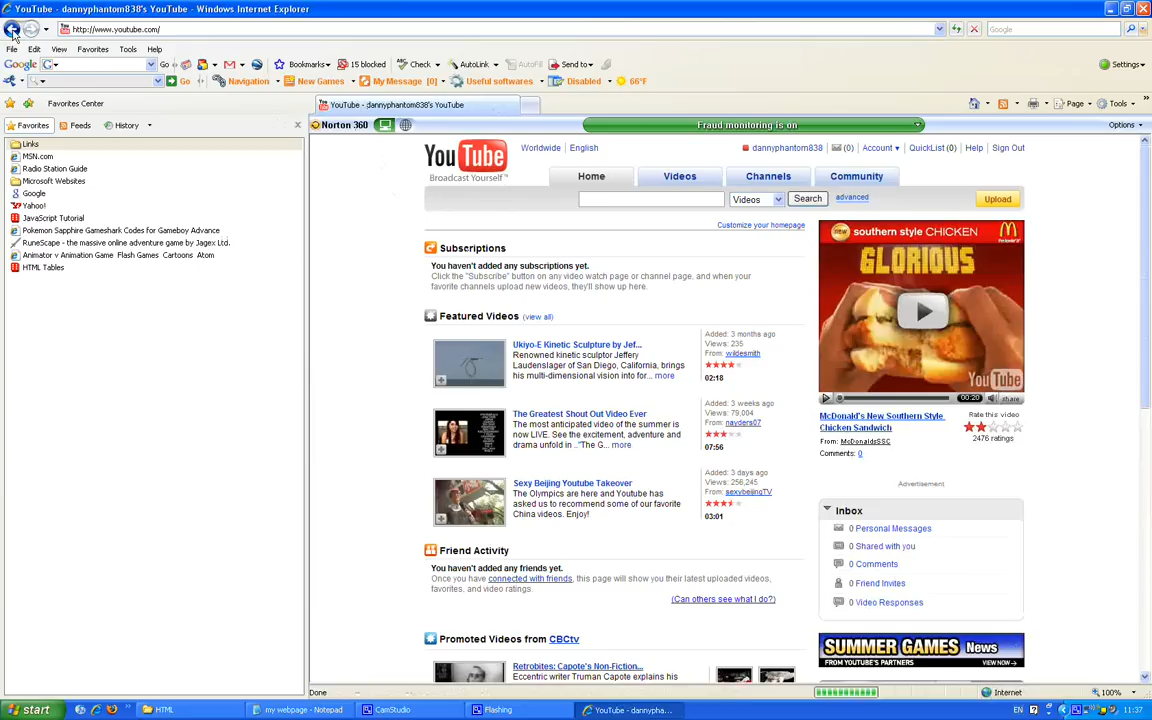 YouTube - dannyphantom838's YouTube - Windows Internet Explorer
http://www.youtube.com/
Google
File Edit View Favorites Tools Help
Google Go Bookmarks 15 blocked Check AutoLink AutoFill Send to Settings
Go Navigation New Games My Message [0] Useful softwares Disabled 66°F
Favorites Center
YouTube - dannyphantom838's YouTube
Page Tools
Favorites Feeds History
Norton 360
Fraud monitoring is on
Options
Links
MSN.com
Radio Station Guide
Microsoft Websites
Google
Yahoo!
JavaScript Tutorial
Pokemon Sapphire Gameshark Codes for Gameboy Advance
RuneScape - the massive online adventure game by Jagex Ltd.
Animator v Animation Game Flash Games Cartoons Atom
HTML Tables
YouTube
Broadcast Yourself™
Worldwide English
dannyphantom838 (0) Account QuickList (0) Help Sign Out
Home Videos Channels Community
Videos Search advanced Upload
Customize your homepage
Subscriptions
You haven't added any subscriptions yet.
Click the "Subscribe" button on any video watch page or channel page, and when your
favorite channels upload new videos, they'll show up here.
Featured Videos (view all)
Ukiyo-E Kinetic Sculpture by Jef...
Renowned kinetic sculptor Jeffery
Laudenslager of San Diego, California, brings
his multi-dimensional vision into for... more
Added: 3 months ago
Views: 235
From: wildesmith
02:18
The Greatest Shout Out Video Ever
The most anticipated video of the summer is
now LIVE. See the excitement, adventure and
drama unfold in .."The G... more
Added: 3 weeks ago
Views: 79,004
From: nayders07
07:56
Sexy Beijing Youtube Takeover
The Olympics are here and Youtube has
asked us to recommend some of our favorite
China videos. Enjoy!
Added: 3 days ago
Views: 256,245
From: sexybeijingTV
03:01
Friend Activity
You haven't added any friends yet.
Once you have connected with friends, this page will show you their latest uploaded videos,
favorites, and video ratings.
(Can others see what I do?)
Promoted Videos from CBCtv
Retrobites: Capote's Non-Fiction...
Eccentric writer Truman Capote explains his
new southern style CHICKEN
GLORIOUS
YouTube
00:20 share
McDonald's New Southern Style
Chicken Sandwich
From: McDonaldsSSC
Comments: 0
Rate this video
2476 ratings
Advertisement
Inbox
0 Personal Messages
0 Shared with you
0 Comments
0 Friend Invites
0 Video Responses
SUMMER GAMES News
FROM YOUTUBE'S PARTNERS VIEW NOW
Done
Internet
100%
start
HTML
my webpage - Notepad
CamStudio
Flashing
YouTube - dannypha...
EN
11:37